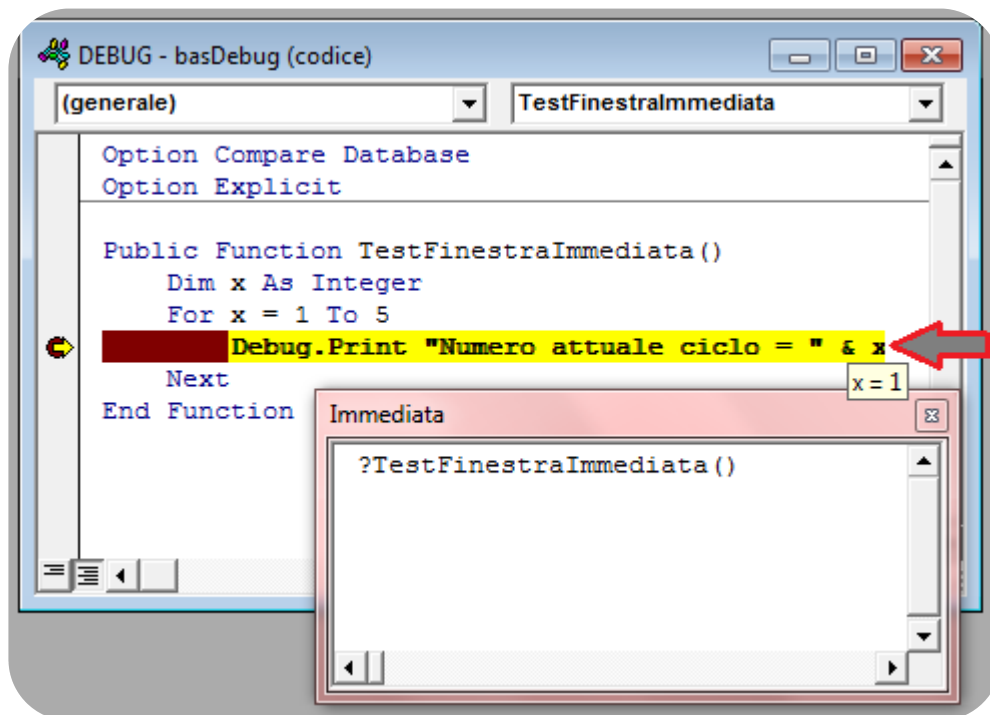 DEBUG - basDebug (codice)
(generale) TestFinestraImmediata
Option Compare Database
Option Explicit
Public Function TestFinestraImmediata()
Dim x As Integer
For x = 1 To 5
Debug.Print "Numero attuale ciclo = " & x
Next
x = 1
End Function
Immediata
?TestFinestraImmediata()